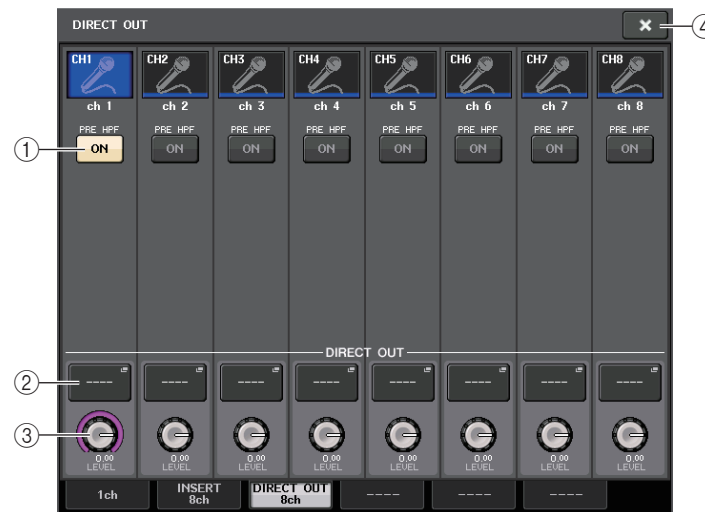 DIRECT OUT
④
CH1 CH2 CH3 CH4 CH5 CH6 CH7 CH8
ch 1 ch 2 ch 3 ch 4 ch 5 ch 6 ch 7 ch 8
PRE HPF PRE HPF PRE HPF PRE HPF PRE HPF PRE HPF PRE HPF PRE HPF
① ON ON ON ON ON ON ON ON
DIRECT OUT
② ---- ---- ---- ---- ---- ---- ---- ----
③
0.00 0.00 0.00 0.00 0.00 0.00 0.00 0.00
LEVEL LEVEL LEVEL LEVEL LEVEL LEVEL LEVEL LEVEL
1ch INSERT 8ch DIRECT OUT 8ch ---- ---- ----